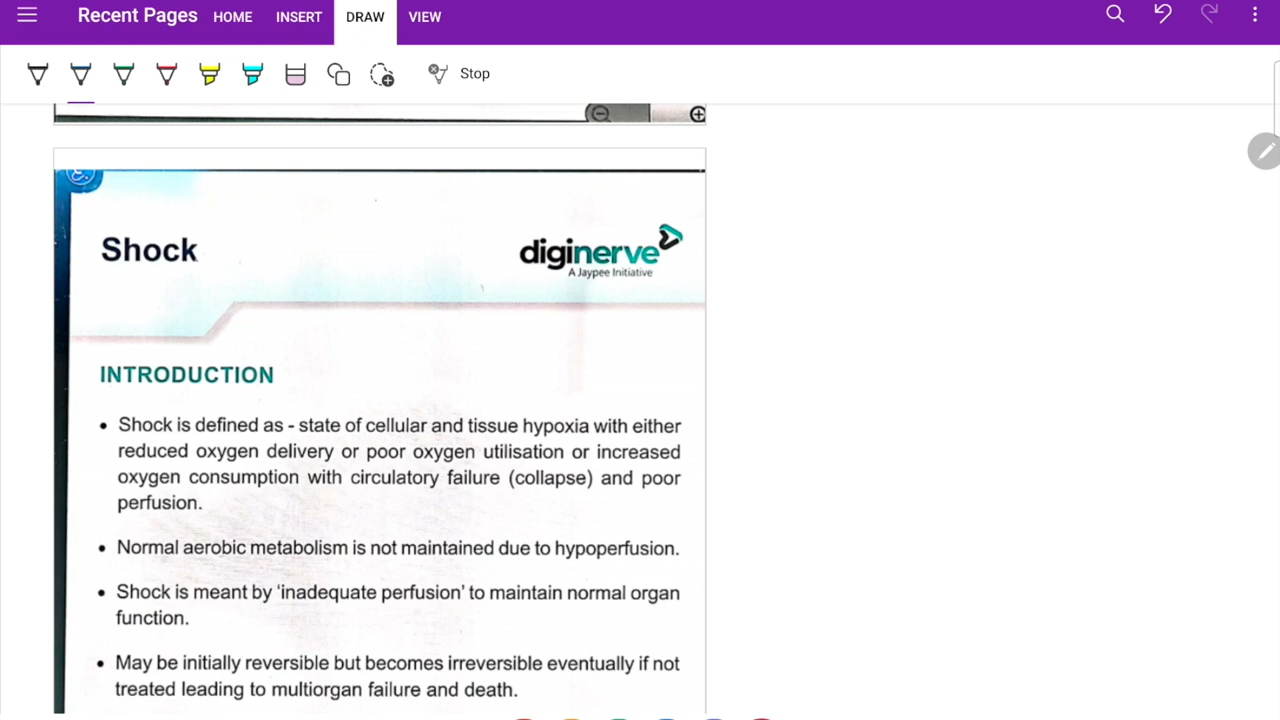 Recent Pages HOME INSERT DRAW VIEW
Stop
Shock
diginerve
A Jaypee Initiative
INTRODUCTION
• Shock is defined as - state of cellular and tissue hypoxia with either
reduced oxygen delivery or poor oxygen utilisation or increased
oxygen consumption with circulatory failure (collapse) and poor
perfusion.
• Normal aerobic metabolism is not maintained due to hypoperfusion.
• Shock is meant by ‘inadequate perfusion’ to maintain normal organ
function.
• May be initially reversible but becomes irreversible eventually if not
treated leading to multiorgan failure and death.